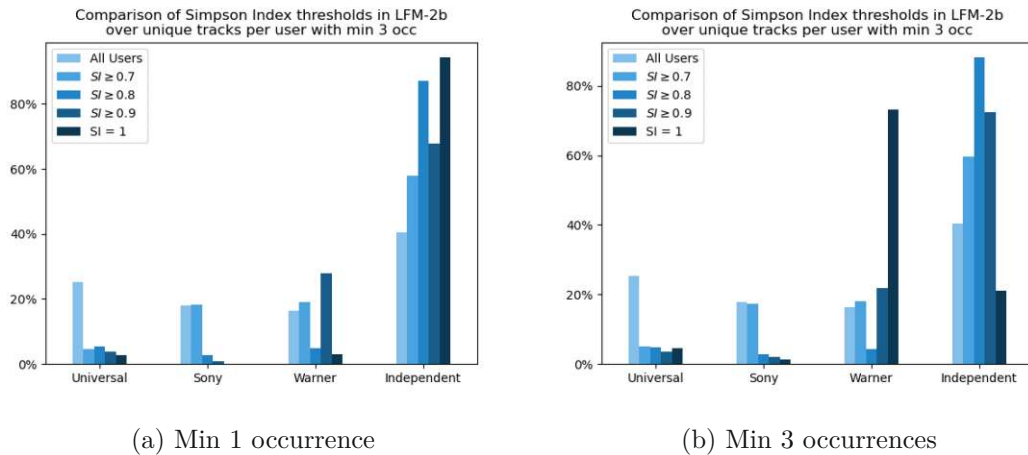 Comparison of Simpson Index thresholds in LFM-2b
over unique tracks per user with min 3 occ
All Users
SI ≥ 0.7
SI ≥ 0.8
SI ≥ 0.9
SI = 1
80%
60%
40%
20%
0%
Universal Sony Warner Independent
(a) Min 1 occurrence
Comparison of Simpson Index thresholds in LFM-2b
over unique tracks per user with min 3 occ
All Users
SI ≥ 0.7
SI ≥ 0.8
SI ≥ 0.9
SI = 1
80%
60%
40%
20%
0%
Universal Sony Warner Independent
(b) Min 3 occurrences